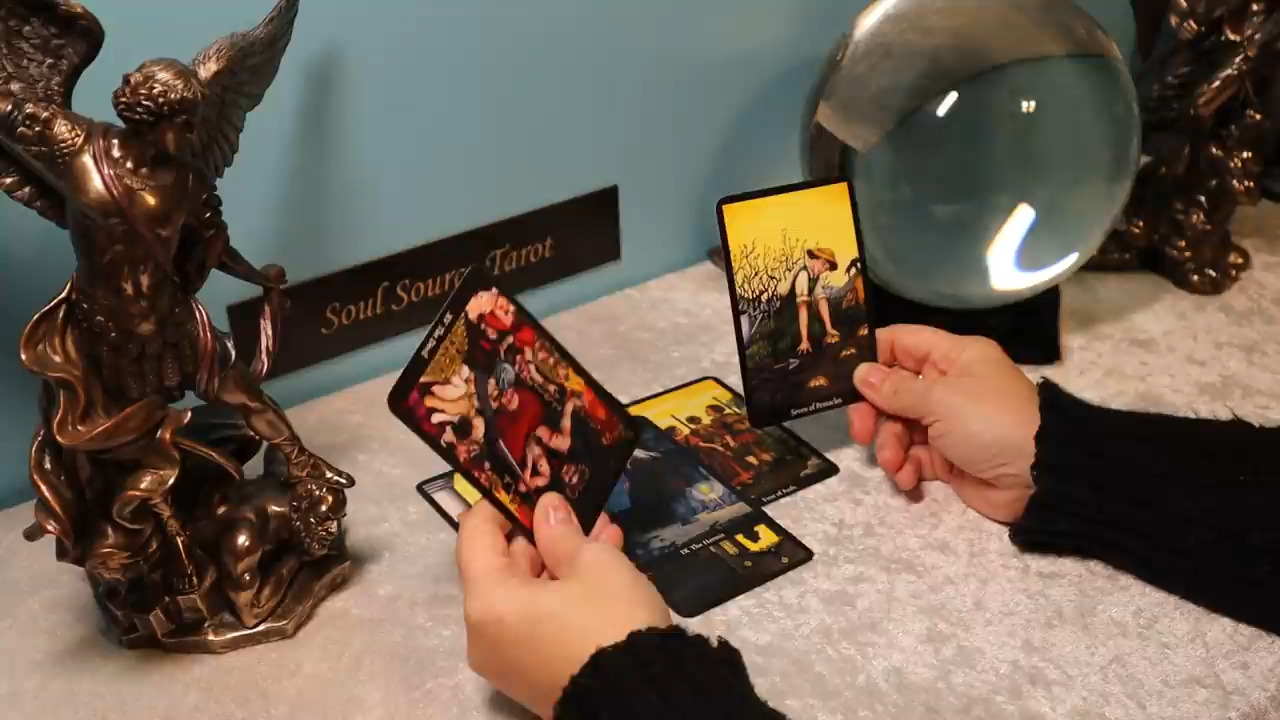 Soul Source Tarot
Seven of Pentacles
Four of Rods
IX The Hermit